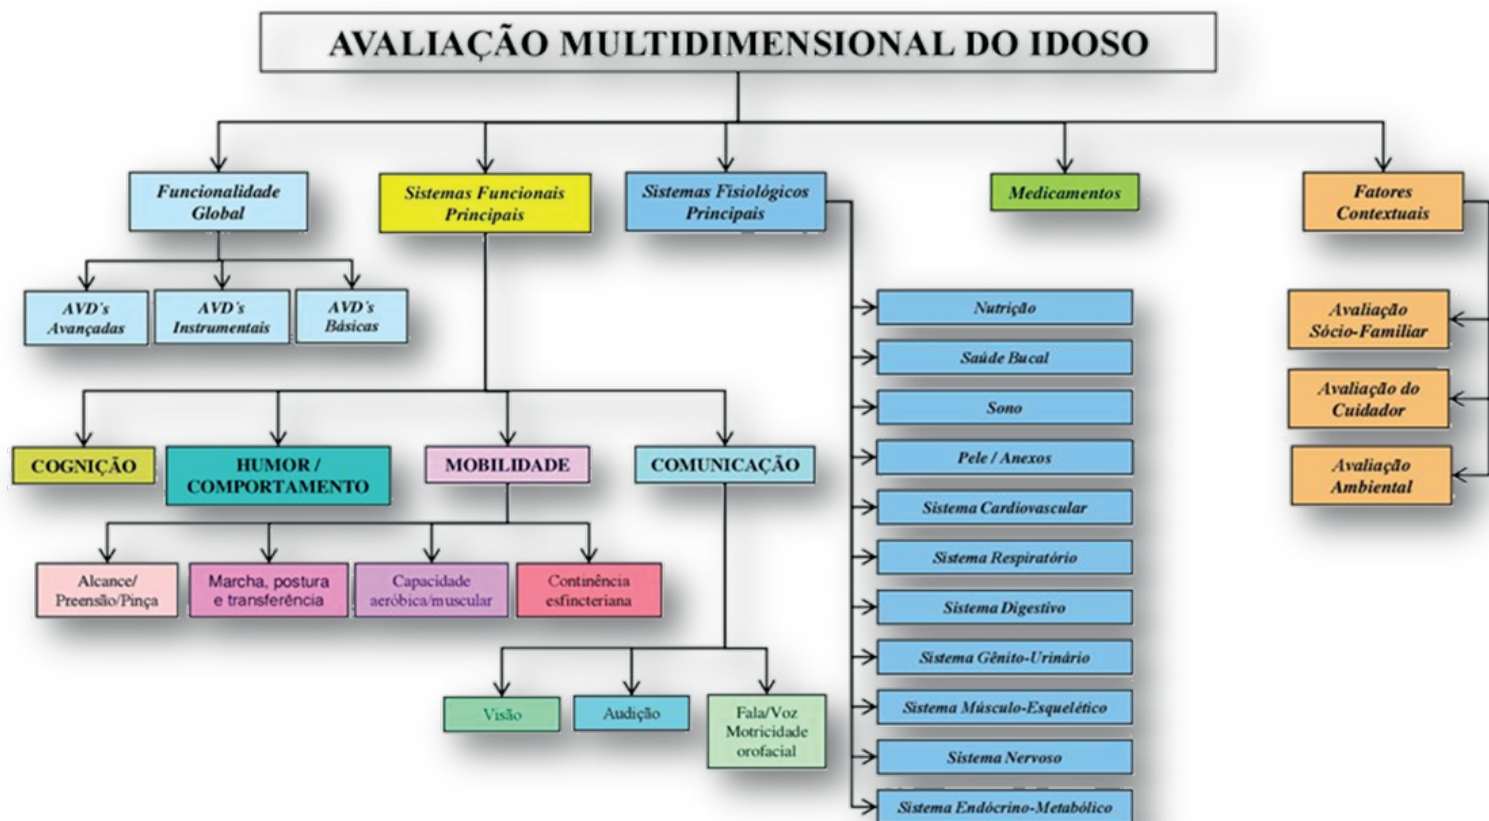 AVALIAÇÃO MULTIDIMENSIONAL DO IDOSO
Funcionalidade
Global
Sistemas Funcionais
Principais
Sistemas Fisiológicos
Principais
Medicamentos
Fatores
Contextuais
AVD´s
Avançadas
AVD´s
Instrumentais
AVD´s
Básicas
COGNIÇÃO
HUMOR /
COMPORTAMENTO
MOBILIDADE
COMUNICAÇÃO
Alcance/
Preensão/Pinça
Marcha, postura
e transferência
Capacidade
aeróbica/muscular
Continência
esfincteriana
Visão
Audição
Fala/Voz
Motricidade
orofacial
Nutrição
Saúde Bucal
Sono
Pele / Anexos
Sistema Cardiovascular
Sistema Respiratório
Sistema Digestivo
Sistema Gênito-Urinário
Sistema Músculo-Esquelético
Sistema Nervoso
Sistema Endócrino-Metabólico
Avaliação
Sócio-Familiar
Avaliação do
Cuidador
Avaliação
Ambiental